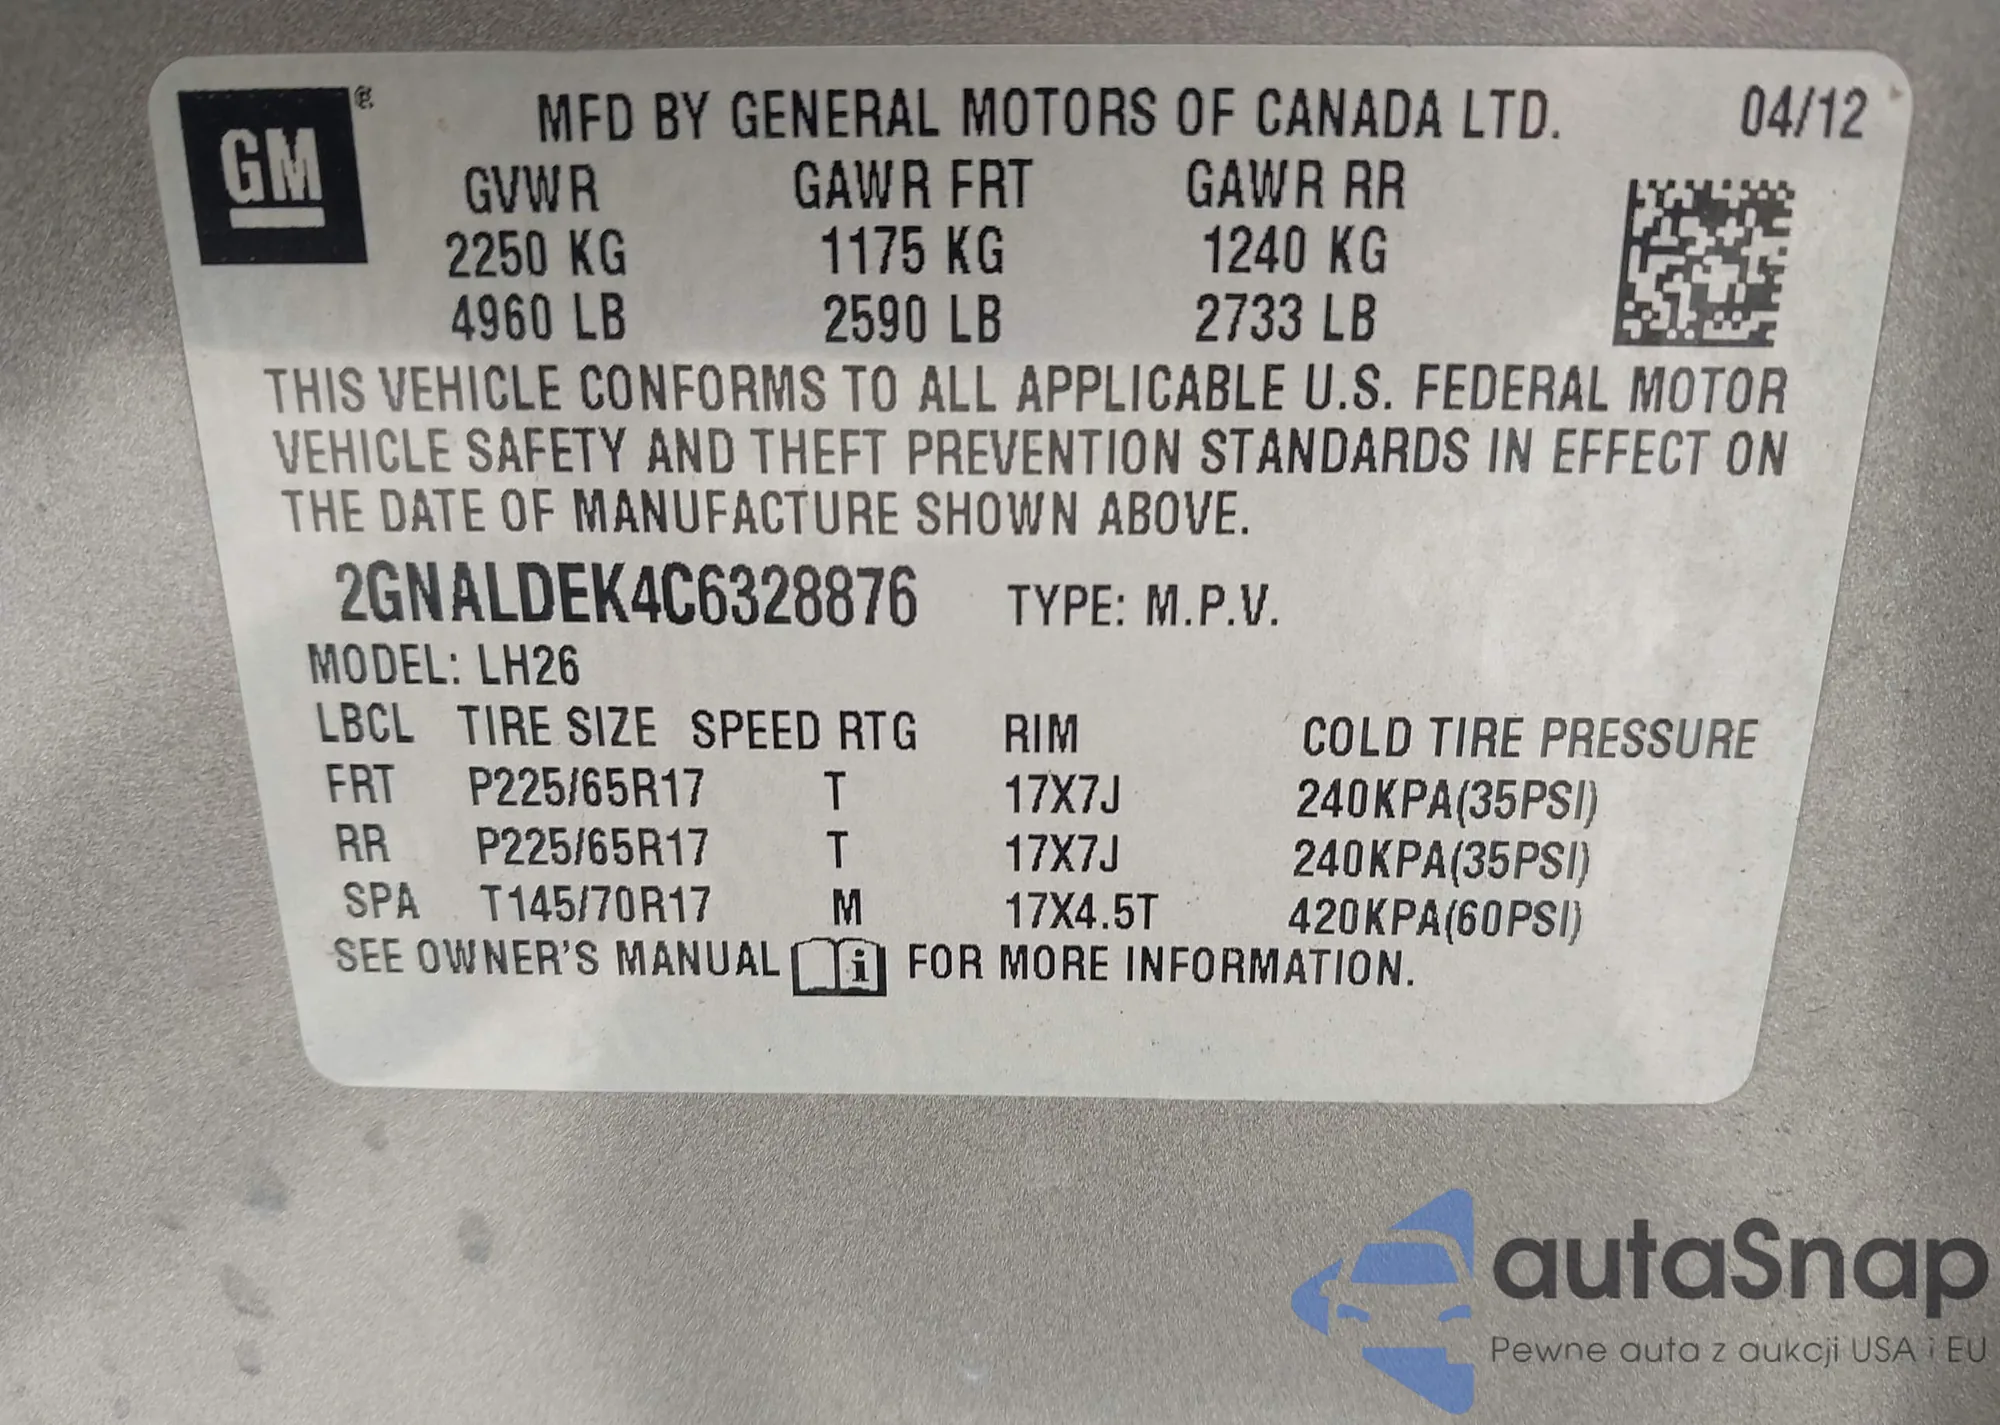 GM ®
MFD BY GENERAL MOTORS OF CANADA LTD. 04/12
GVWR GAWR FRT GAWR RR
2250 KG 1175 KG 1240 KG
4960 LB 2590 LB 2733 LB
THIS VEHICLE CONFORMS TO ALL APPLICABLE U.S. FEDERAL MOTOR
VEHICLE SAFETY AND THEFT PREVENTION STANDARDS IN EFFECT ON
THE DATE OF MANUFACTURE SHOWN ABOVE.
2GNALDEK4C6328876 TYPE: M.P.V.
MODEL: LH26
LBCL TIRE SIZE SPEED RTG RIM COLD TIRE PRESSURE
FRT P225/65R17 T 17X7J 240KPA(35PSI)
RR P225/65R17 T 17X7J 240KPA(35PSI)
SPA T145/70R17 M 17X4.5T 420KPA(60PSI)
SEE OWNER'S MANUAL i FOR MORE INFORMATION.
autaSnap
Pewne auta z aukcji USA i EU